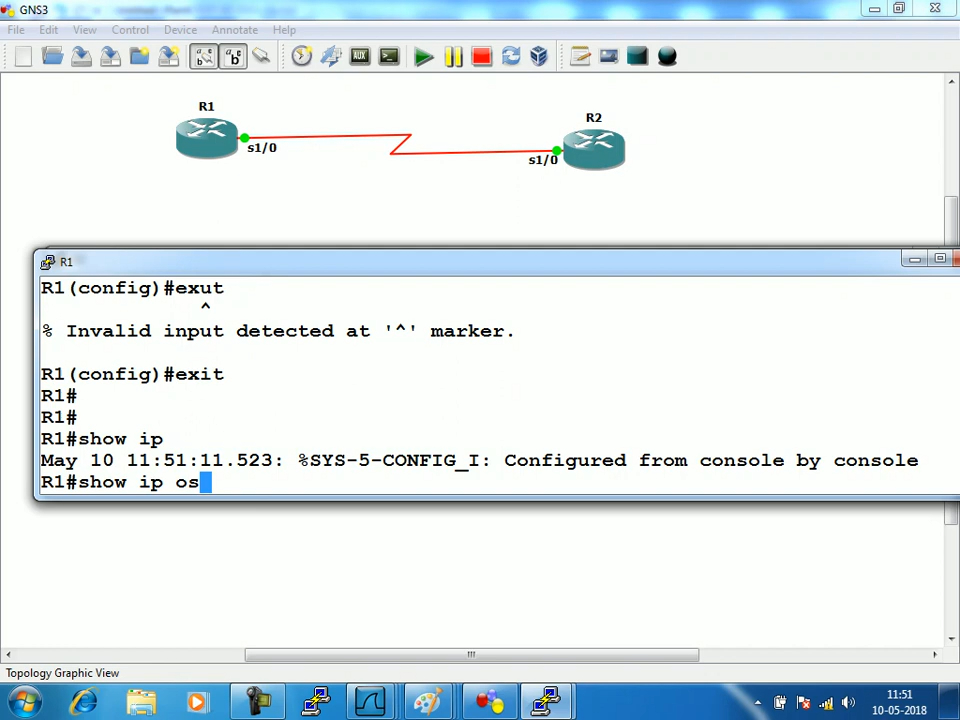 GNS3
File Edit View Control Device Annotate Help
R1
s1/0
R2
s1/0
R1
R1(config)#exut
^
% Invalid input detected at '^' marker.
R1(config)#exit
R1#
R1#
R1#show ip
May 10 11:51:11.523: %SYS-5-CONFIG_I: Configured from console by console
R1#show ip os
Topology Graphic View
11:51
10-05-2018